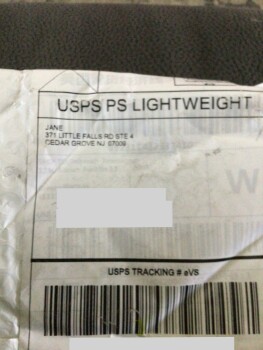 USPS PS LIGHTWEIGHT
JANE
371 LITTLE FALLS RD STE 4
CEDAR GROVE NJ 07009
W
USPS TRACKING # eVS